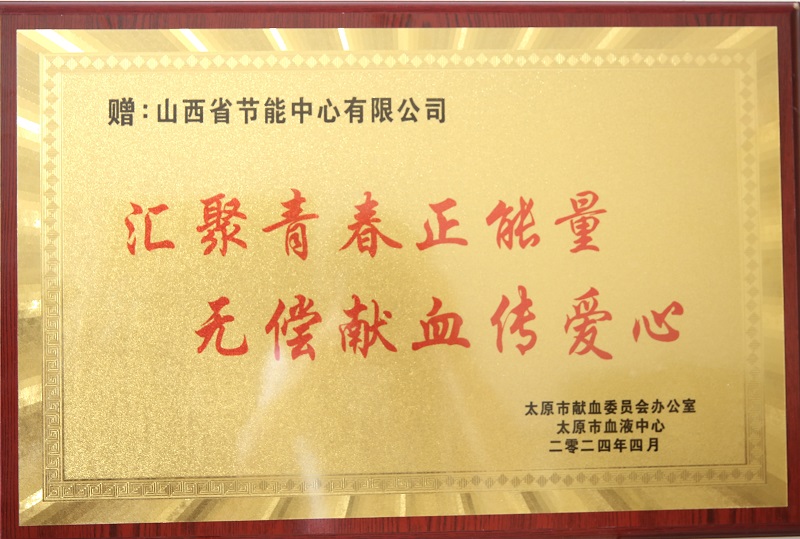 赠:山西省节能中心有限公司
汇聚青春正能量
无偿献血传爱心
太原市献血委员会办公室
太原市血液中心
二零二四年四月